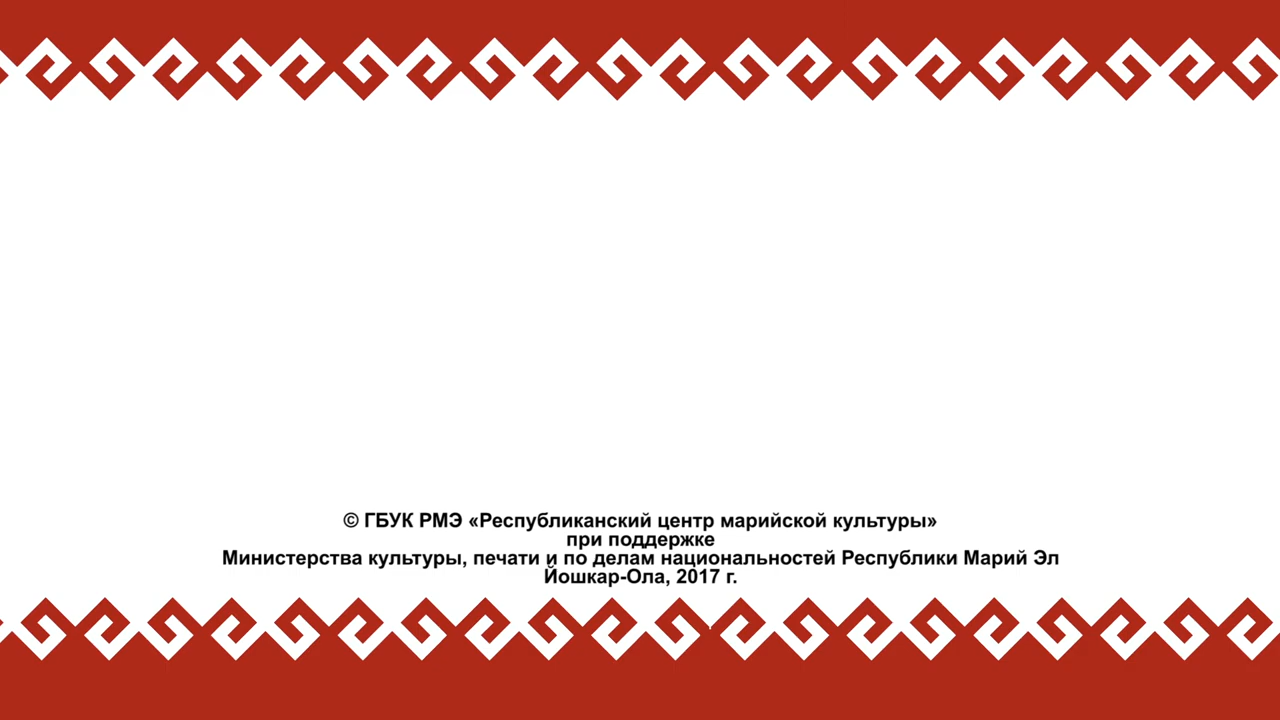 © ГБУК РМЭ «Республиканский центр марийской культуры»
при поддержке
Министерства культуры, печати и по делам национальностей Республики Марий Эл
Йошкар-Ола, 2017 г.